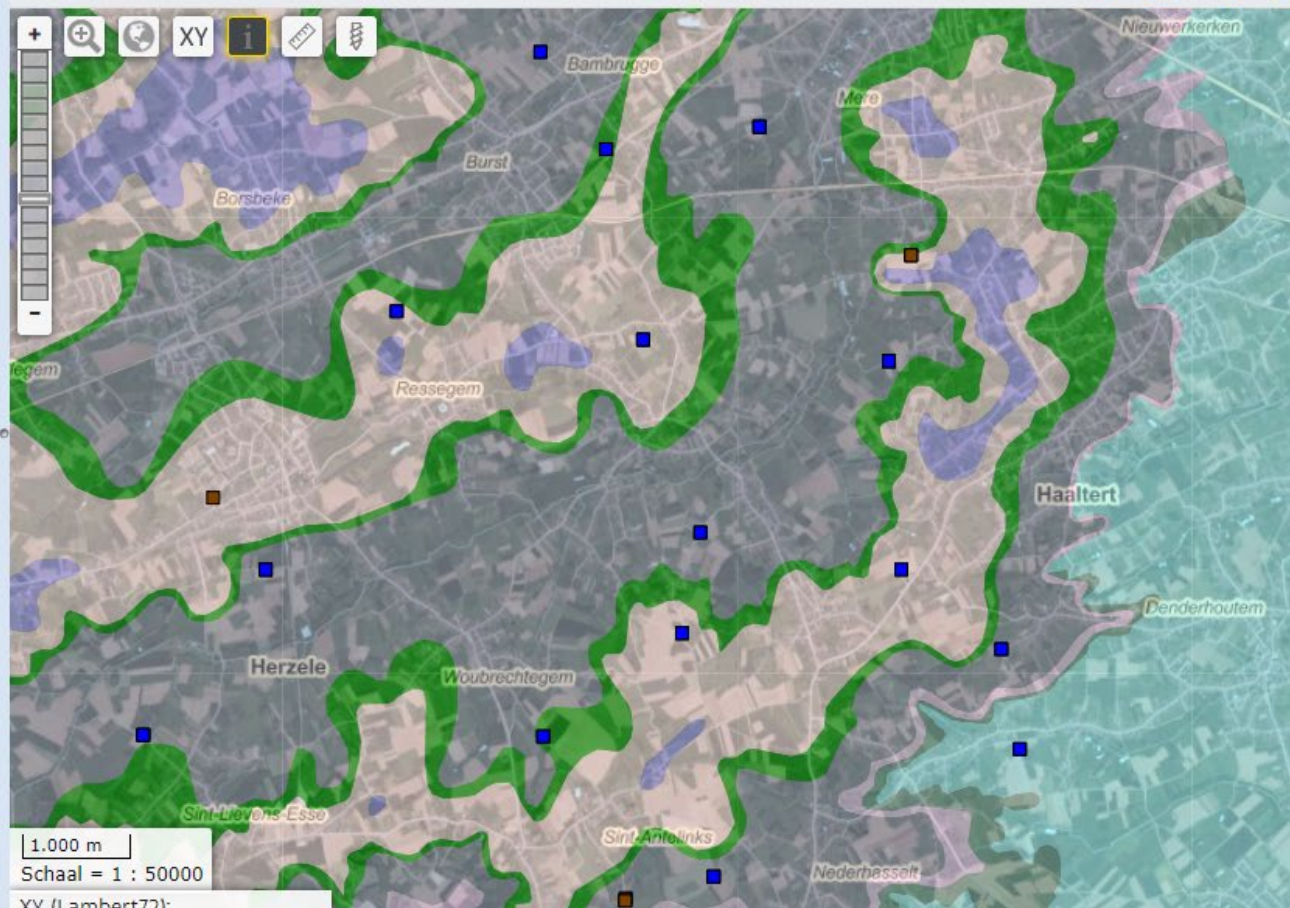 +
XY
i
Nieuwerkerken
Bambrugge
Mere
Burst
Borsbeke
legem
Ressegem
Haaltert
Denderhoutem
Herzele
Woubrechtegem
Sint-Lievens-Esse
Sint-Antelinks
Nederhasselt
-
1.000 m
Schaal = 1 : 50000
XY (Lambert72):